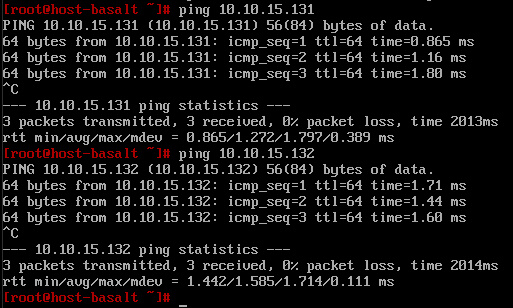 [root@host-basalt ~]# ping 10.10.15.131
PING 10.10.15.131 (10.10.15.131) 56(84) bytes of data.
64 bytes from 10.10.15.131: icmp_seq=1 ttl=64 time=0.865 ms
64 bytes from 10.10.15.131: icmp_seq=2 ttl=64 time=1.16 ms
64 bytes from 10.10.15.131: icmp_seq=3 ttl=64 time=1.80 ms
^C
--- 10.10.15.131 ping statistics ---
3 packets transmitted, 3 received, 0% packet loss, time 2013ms
rtt min/avg/max/mdev = 0.865/1.272/1.797/0.389 ms
[root@host-basalt ~]# ping 10.10.15.132
PING 10.10.15.132 (10.10.15.132) 56(84) bytes of data.
64 bytes from 10.10.15.132: icmp_seq=1 ttl=64 time=1.71 ms
64 bytes from 10.10.15.132: icmp_seq=2 ttl=64 time=1.44 ms
64 bytes from 10.10.15.132: icmp_seq=3 ttl=64 time=1.60 ms
^C
--- 10.10.15.132 ping statistics ---
3 packets transmitted, 3 received, 0% packet loss, time 2014ms
rtt min/avg/max/mdev = 1.442/1.585/1.714/0.111 ms
[root@host-basalt ~]# _